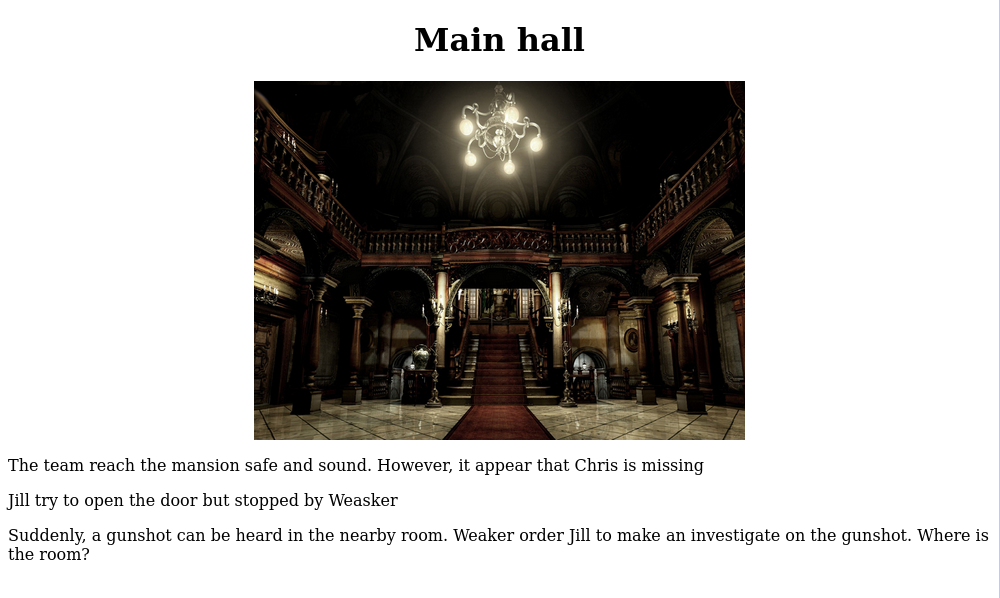 Main hall
The team reach the mansion safe and sound. However, it appear that Chris is missing
Jill try to open the door but stopped by Weasker
Suddenly, a gunshot can be heard in the nearby room. Weaker order Jill to make an investigate on the gunshot. Where is
the room?